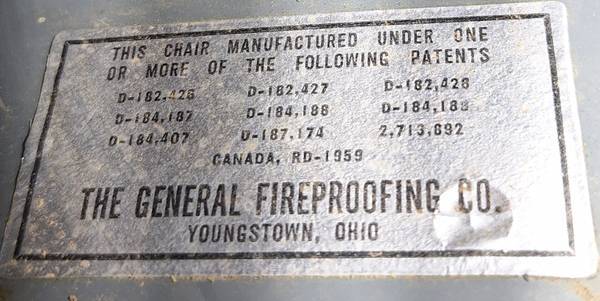 THIS CHAIR MANUFACTURED UNDER ONE
OR MORE OF THE FOLLOWING PATENTS
D-182,426 D-182,427 D-182,428
D-184,187 D-184,188 D-184,188
D-184,407 D-187,174 2,713,892
CANADA, RD-1959
THE GENERAL FIREPROOFING CO.
YOUNGSTOWN, OHIO